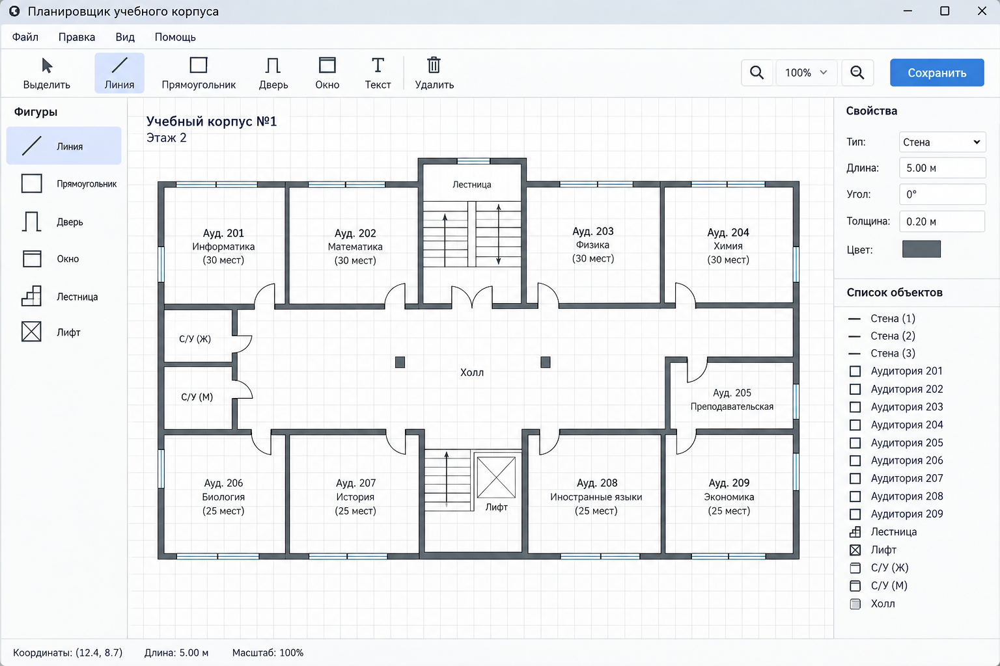 Планировщик учебного корпуса
Файл Правка Вид Помощь
Выделить Линия Прямоугольник Дверь Окно Текст Удалить 100% Сохранить
Фигуры
Линия
Прямоугольник
Дверь
Окно
Лестница
Лифт
Учебный корпус №1
Этаж 2
Лестница
Ауд. 201
Информатика
(30 мест)
Ауд. 202
Математика
(30 мест)
Ауд. 203
Физика
(30 мест)
Ауд. 204
Химия
(30 мест)
С/У (Ж)
С/У (М)
Холл
Ауд. 205
Преподавательская
Ауд. 206
Биология
(25 мест)
Ауд. 207
История
(25 мест)
Лифт
Ауд. 208
Иностранные языки
(25 мест)
Ауд. 209
Экономика
(25 мест)
Свойства
Тип: Стена
Длина: 5.00 м
Угол: 0°
Толщина: 0.20 м
Цвет:
Список объектов
Стена (1)
Стена (2)
Стена (3)
Аудитория 201
Аудитория 202
Аудитория 203
Аудитория 204
Аудитория 205
Аудитория 206
Аудитория 207
Аудитория 208
Аудитория 209
Лестница
Лифт
С/У (Ж)
С/У (М)
Холл
Координаты: (12.4, 8.7) Длина: 5.00 м Масштаб: 100%